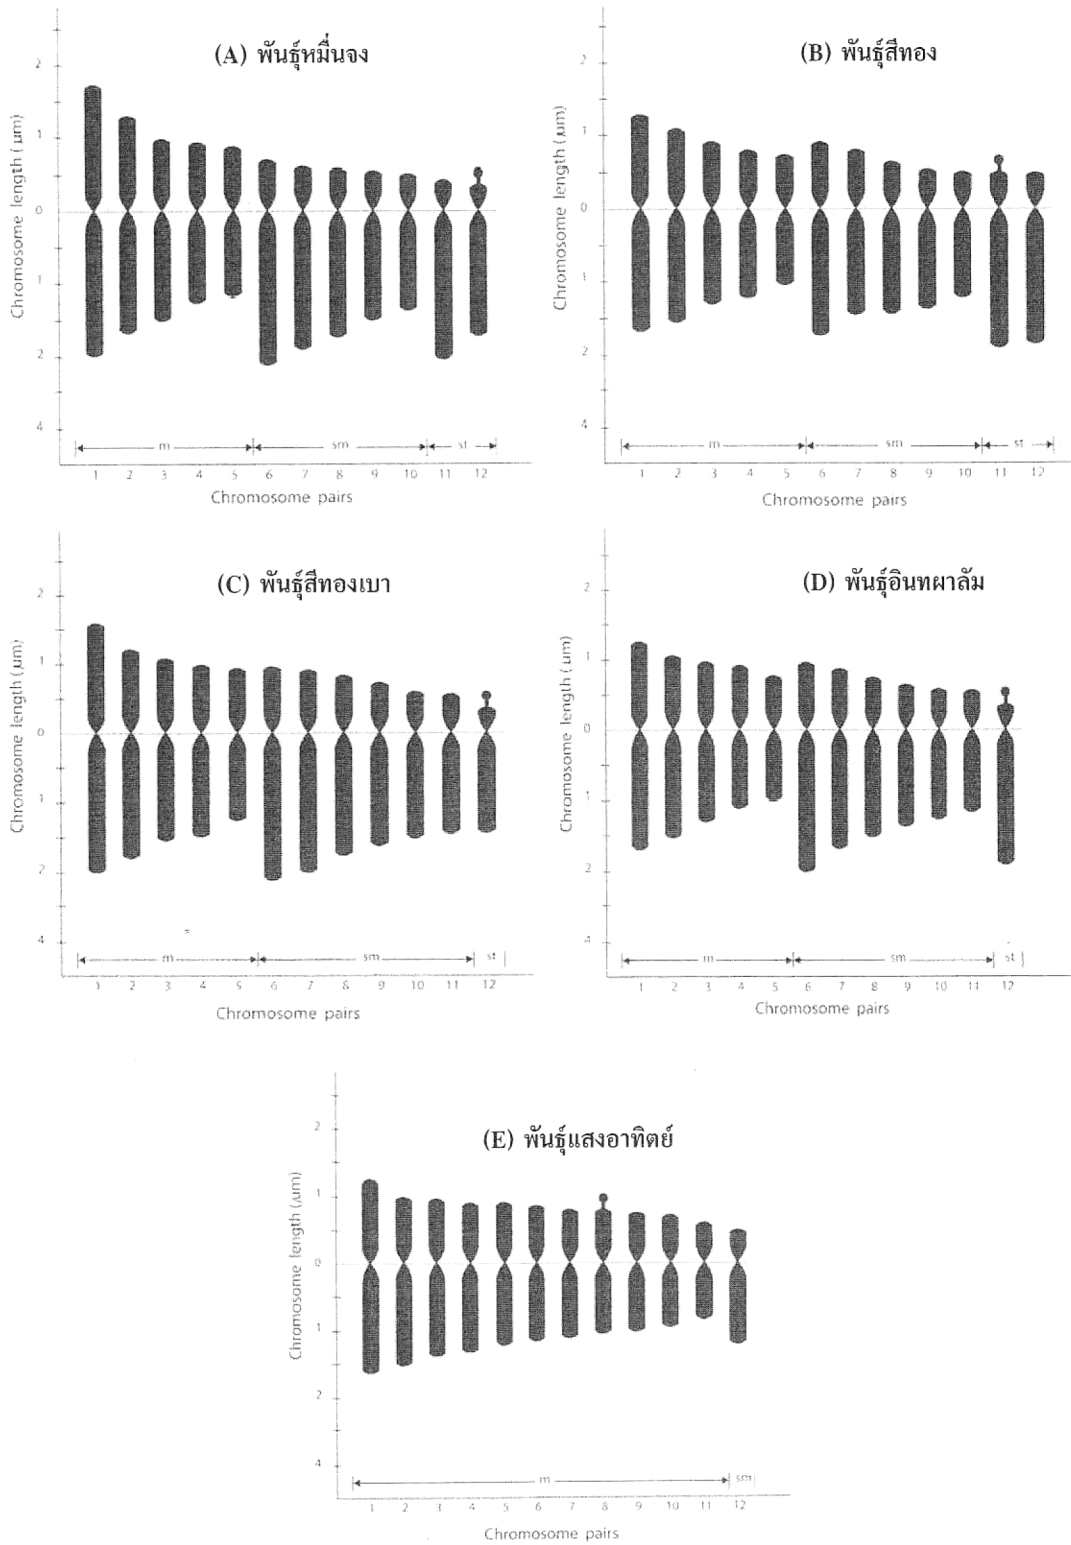 (A) พันธุ์หมื่นจง
Chromosome length (μm)
2
1
0
1
2
4
m
sm
st
1 2 3 4 5 6 7 8 9 10 11 12
Chromosome pairs
(B) พันธุ์สีทอง
Chromosome length (μm)
2
1
0
1
2
4
m
sm
st
1 2 3 4 5 6 7 8 9 10 11 12
Chromosome pairs
(C) พันธุ์สีทองเบา
Chromosome length (μm)
2
1
0
1
2
4
m
sm
st
1 2 3 4 5 6 7 8 9 10 11 12
Chromosome pairs
(D) พันธุ์อินทผาลัม
Chromosome length (μm)
2
1
0
1
2
4
m
sm
st
1 2 3 4 5 6 7 8 9 10 11 12
Chromosome pairs
(E) พันธุ์แสงอาทิตย์
Chromosome length (μm)
2
1
0
1
2
4
m
sm
1 2 3 4 5 6 7 8 9 10 11 12
Chromosome pairs